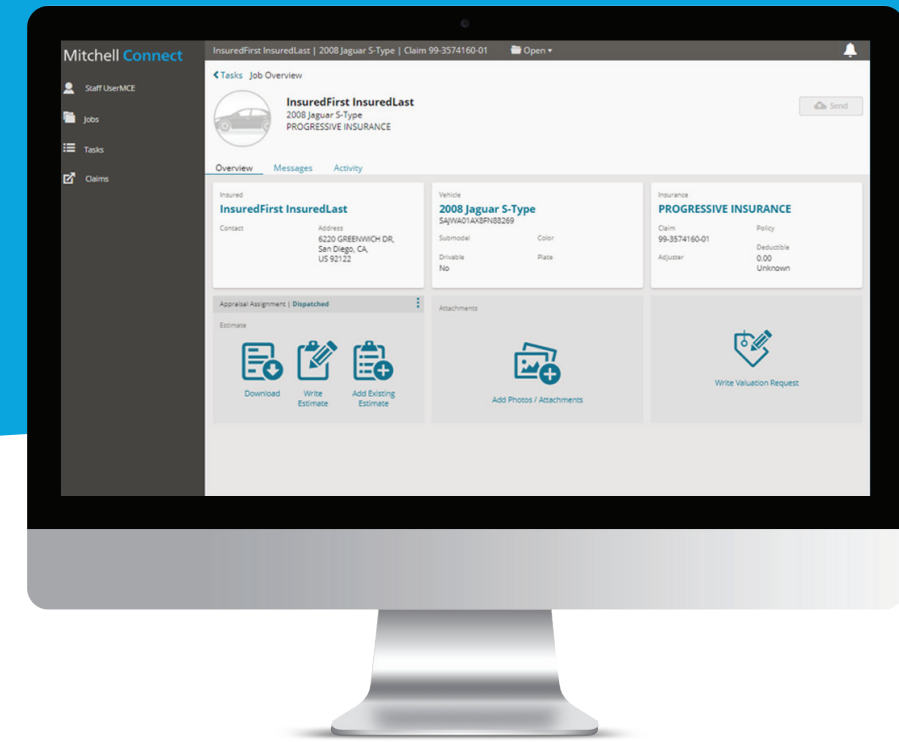 Mitchell Connect
InsuredFirst InsuredLast | 2008 Jaguar S-Type | Claim 99-3574160-01
Open
Staff UserMCE
Jobs
Tasks
Claims
Tasks Job Overview
InsuredFirst InsuredLast
2008 Jaguar S-Type
PROGRESSIVE INSURANCE
Send
Overview Messages Activity
Insured
InsuredFirst InsuredLast
Contact
Address
6220 GREENWICH DR,
San Diego, CA,
US 92122
Vehicle
2008 Jaguar S-Type
SAJWA01AX8FN88269
Submodel
Color
Drivable
No
Plate
Insurance
PROGRESSIVE INSURANCE
Claim
99-3574160-01
Policy
Adjuster
Deductible
0.00
Unknown
Appraisal Assignment | Dispatched
Estimate
Download
Write
Estimate
Add Existing
Estimate
Attachments
Add Photos / Attachments
Write Valuation Request